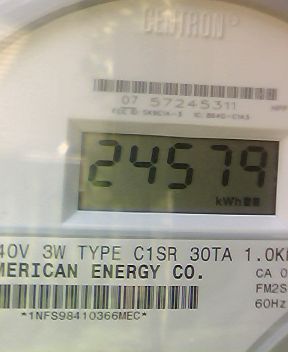 CENTRON®
07 57245311
24579
kWh
40V 3W TYPE C1SR 30TA 1.0K
MERICAN ENERGY CO.
CA 0
FM2S
60Hz
*1NFS98410366MEC*